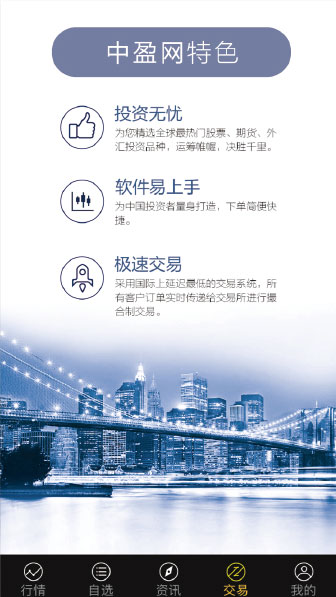 中盈网特色
投资无忧
为您精选全球最热门股票、期货、外
汇投资品种，运筹帷幄，决胜千里。
软件易上手
为中国投资者量身打造，下单简便快
捷。
极速交易
采用国际上延迟最低的交易系统，所
有客户订单实时传递给交易所进行撮
合制交易。
行情 自选 资讯 交易 我的